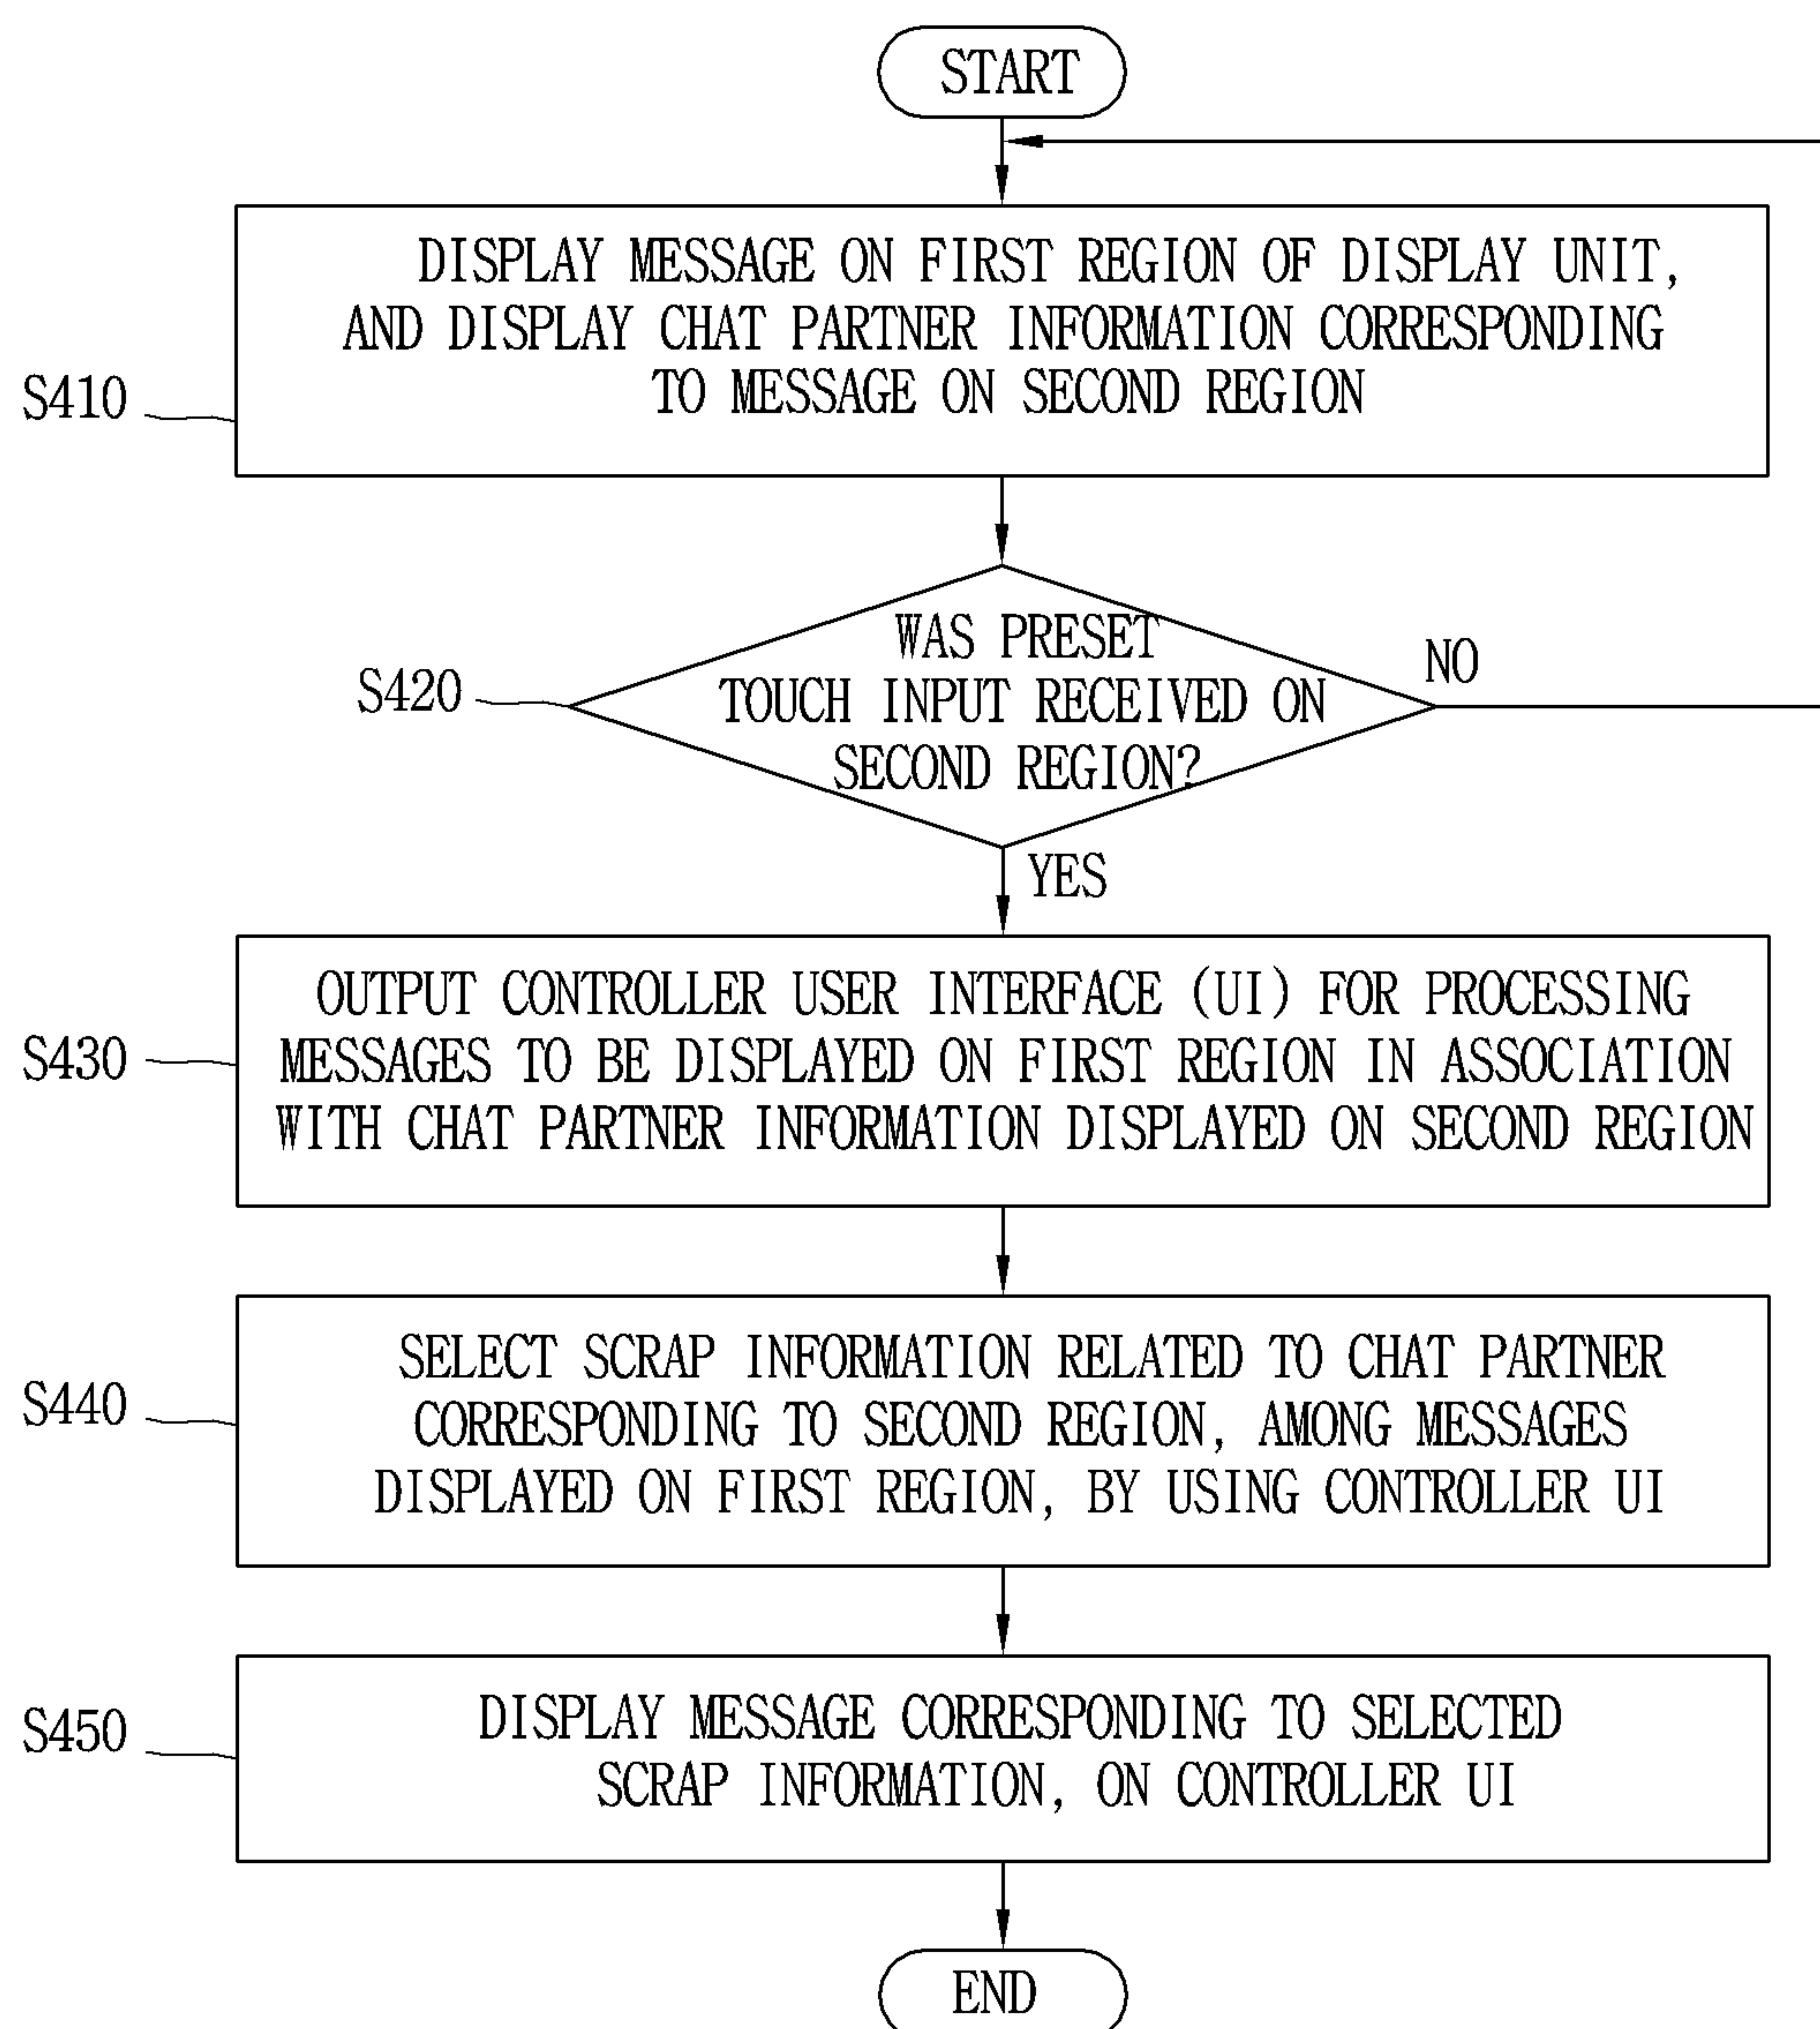 START
DISPLAY MESSAGE ON FIRST REGION OF DISPLAY UNIT,
AND DISPLAY CHAT PARTNER INFORMATION CORRESPONDING
TO MESSAGE ON SECOND REGION
S410
WAS PRESET
TOUCH INPUT RECEIVED ON
SECOND REGION?
S420
NO
YES
OUTPUT CONTROLLER USER INTERFACE (UI) FOR PROCESSING
MESSAGES TO BE DISPLAYED ON FIRST REGION IN ASSOCIATION
WITH CHAT PARTNER INFORMATION DISPLAYED ON SECOND REGION
S430
SELECT SCRAP INFORMATION RELATED TO CHAT PARTNER
CORRESPONDING TO SECOND REGION, AMONG MESSAGES
DISPLAYED ON FIRST REGION, BY USING CONTROLLER UI
S440
DISPLAY MESSAGE CORRESPONDING TO SELECTED
SCRAP INFORMATION, ON CONTROLLER UI
S450
END